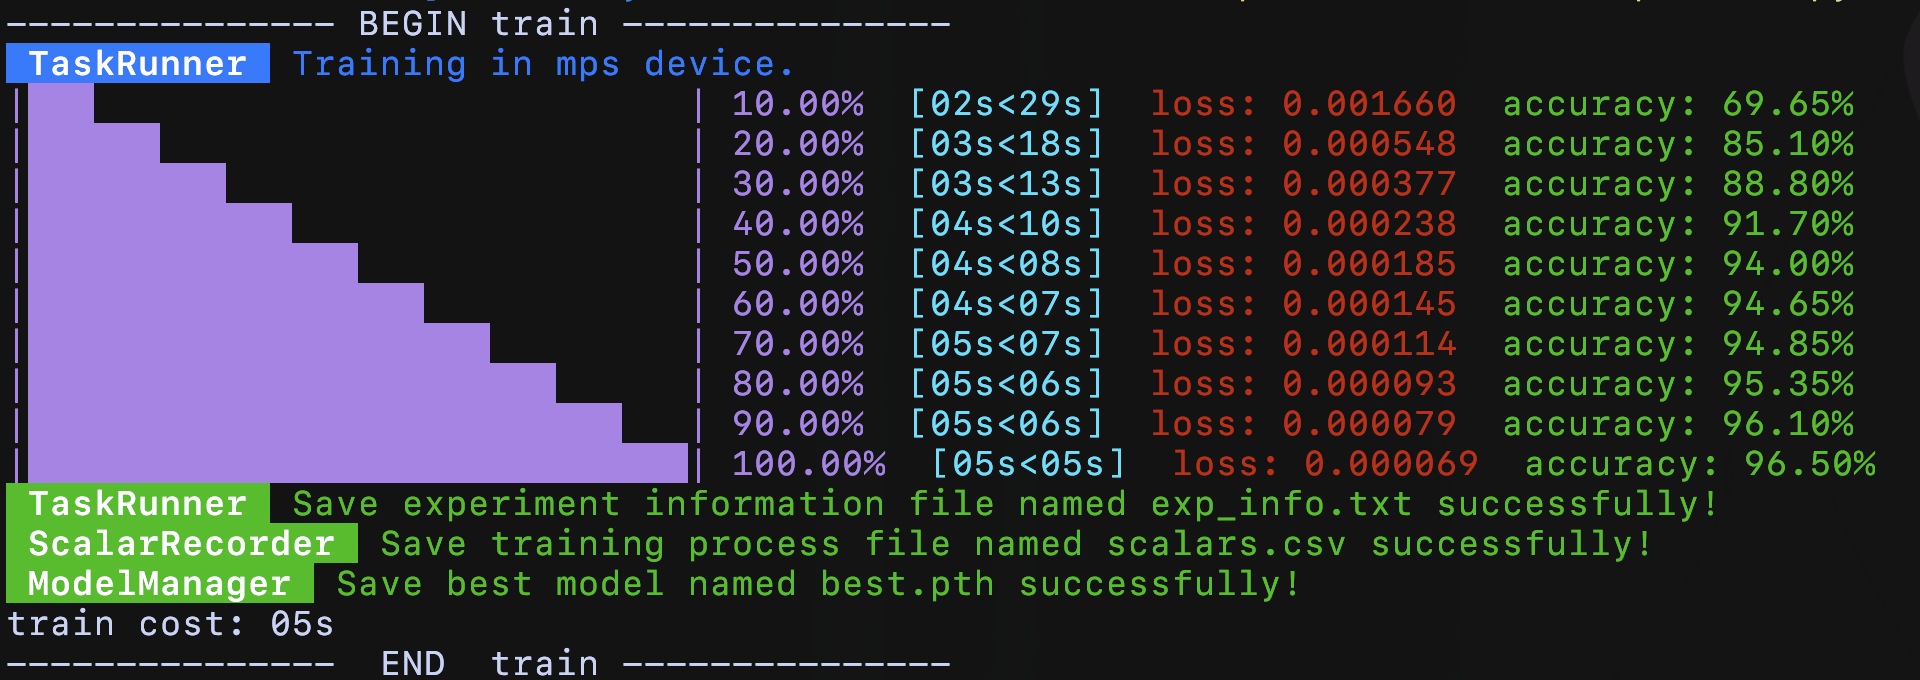 --------------- BEGIN train ---------------
TaskRunner Training in mps device.
| | 10.00% [02s<29s] loss: 0.001660 accuracy: 69.65%
| | 20.00% [03s<18s] loss: 0.000548 accuracy: 85.10%
| | 30.00% [03s<13s] loss: 0.000377 accuracy: 88.80%
| | 40.00% [04s<10s] loss: 0.000238 accuracy: 91.70%
| | 50.00% [04s<08s] loss: 0.000185 accuracy: 94.00%
| | 60.00% [04s<07s] loss: 0.000145 accuracy: 94.65%
| | 70.00% [05s<07s] loss: 0.000114 accuracy: 94.85%
| | 80.00% [05s<06s] loss: 0.000093 accuracy: 95.35%
| | 90.00% [05s<06s] loss: 0.000079 accuracy: 96.10%
| | 100.00% [05s<05s] loss: 0.000069 accuracy: 96.50%
TaskRunner Save experiment information file named exp_info.txt successfully!
ScalarRecorder Save training process file named scalars.csv successfully!
ModelManager Save best model named best.pth successfully!
train cost: 05s
--------------- END train ---------------